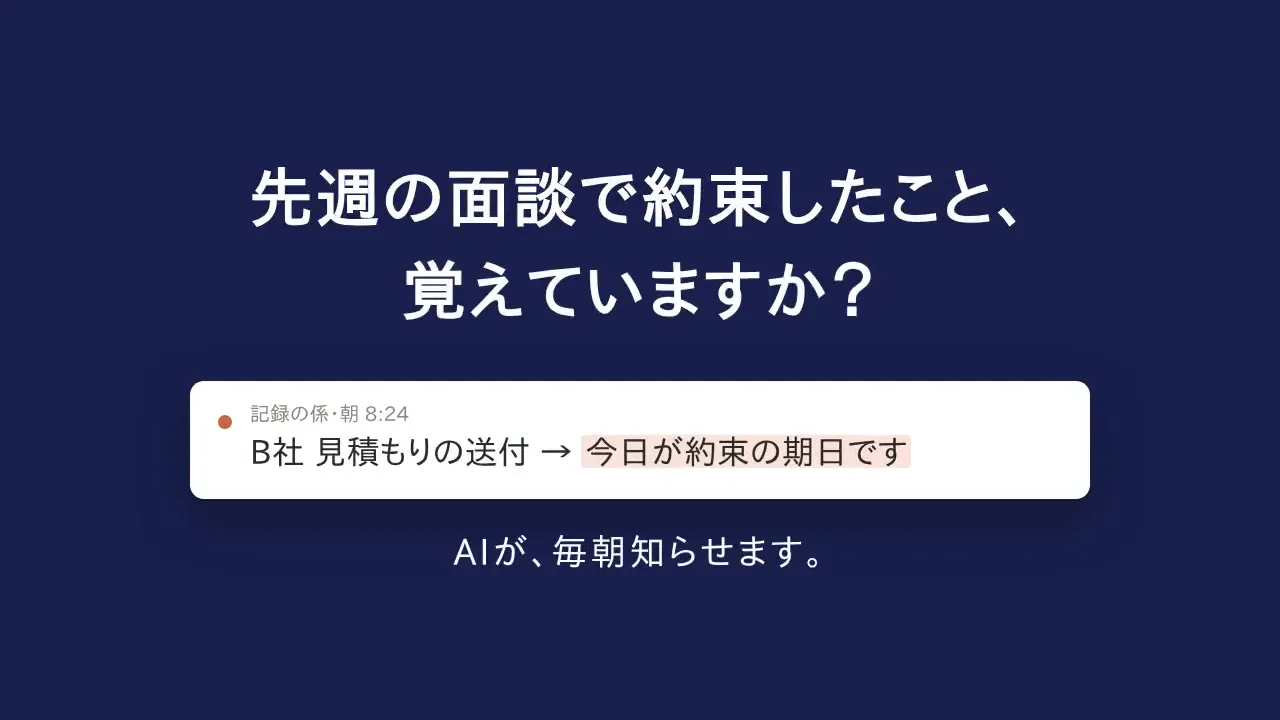 先週の面談で約束したこと、
覚えていますか？
記録の係・朝 8:24
B社 見積もりの送付 → 今日が約束の期日です
AIが、毎朝知らせます。